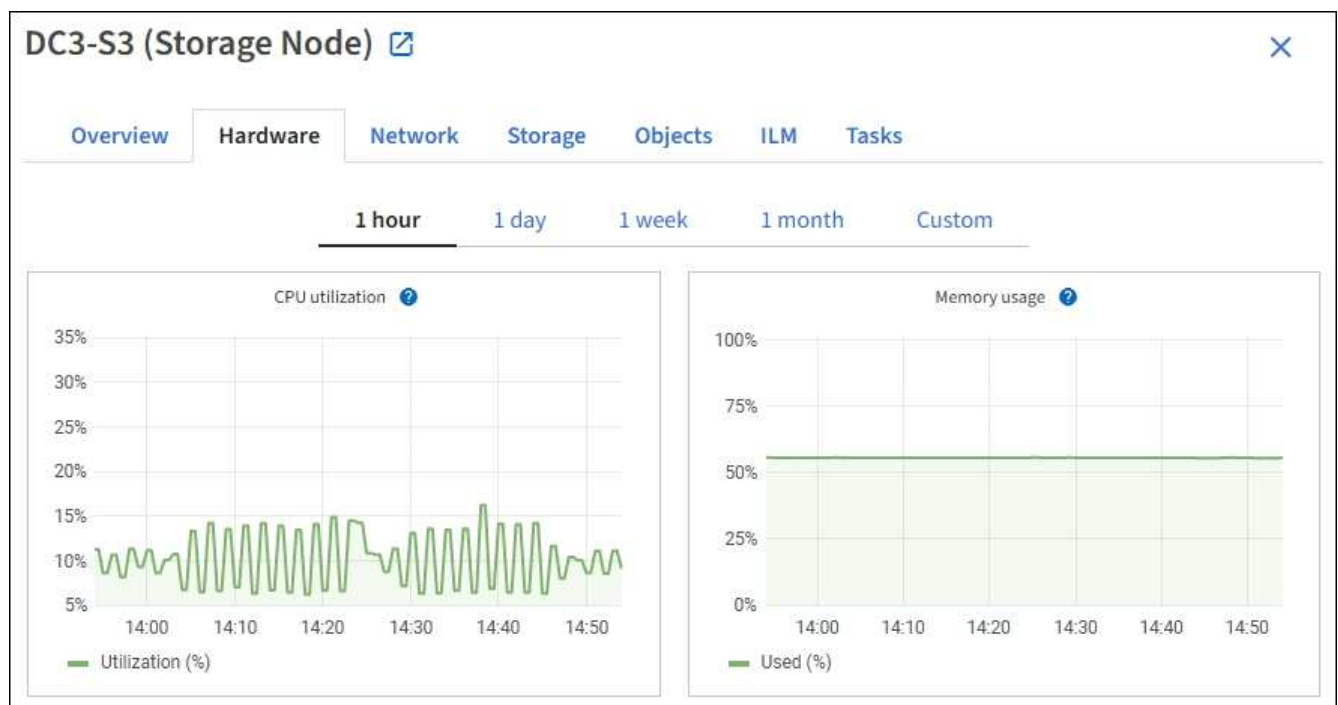 DC3-S3 (Storage Node)
Overview Hardware Network Storage Objects ILM Tasks
1 hour 1 day 1 week 1 month Custom
CPU utilization ?
35%
30%
25%
20%
15%
10%
5%
14:00 14:10 14:20 14:30 14:40 14:50
Utilization (%)
Memory usage ?
100%
75%
50%
25%
0%
14:00 14:10 14:20 14:30 14:40 14:50
Used (%)